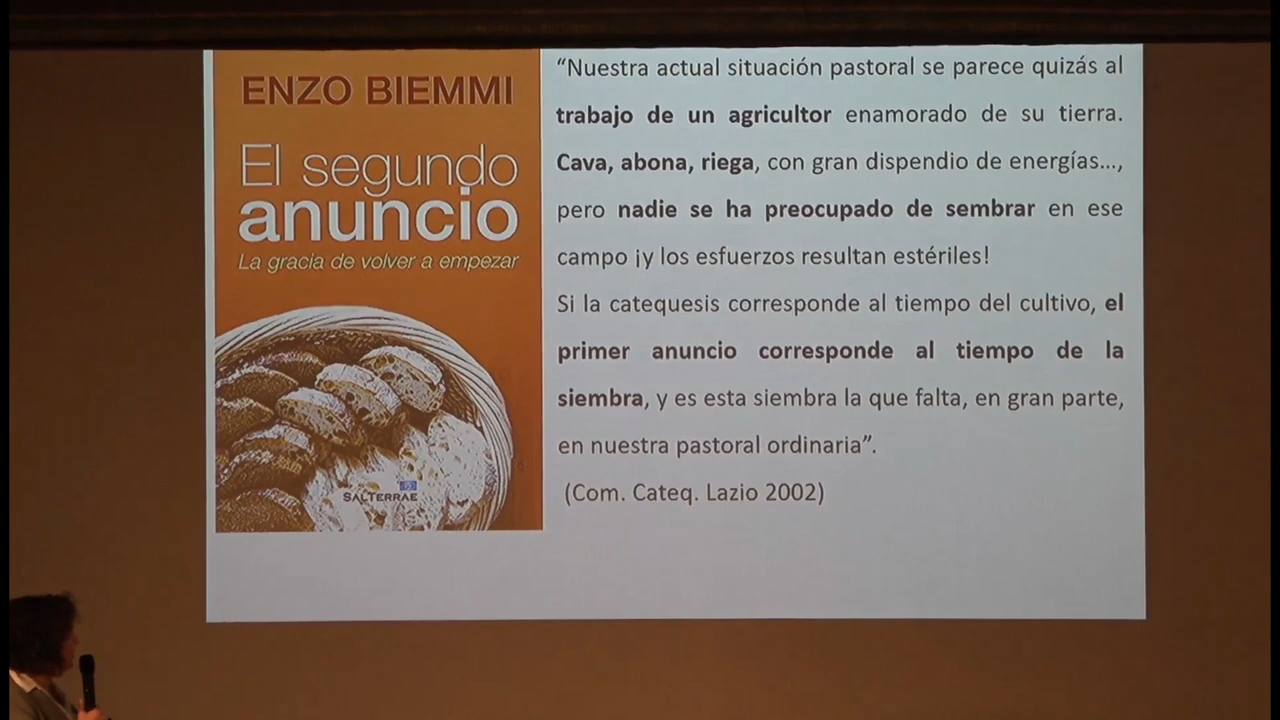 ENZO BIEMMI
El segundo
anuncio
La gracia de volver a empezar
SALTERRAE
“Nuestra actual situación pastoral se parece quizás al
trabajo de un agricultor enamorado de su tierra.
Cava, abona, riega, con gran dispendio de energías...,
pero nadie se ha preocupado de sembrar en ese
campo ¡y los esfuerzos resultan estériles!
Si la catequesis corresponde al tiempo del cultivo, el
primer anuncio corresponde al tiempo de la
siembra, y es esta siembra la que falta, en gran parte,
en nuestra pastoral ordinaria”.
(Com. Cateq. Lazio 2002)